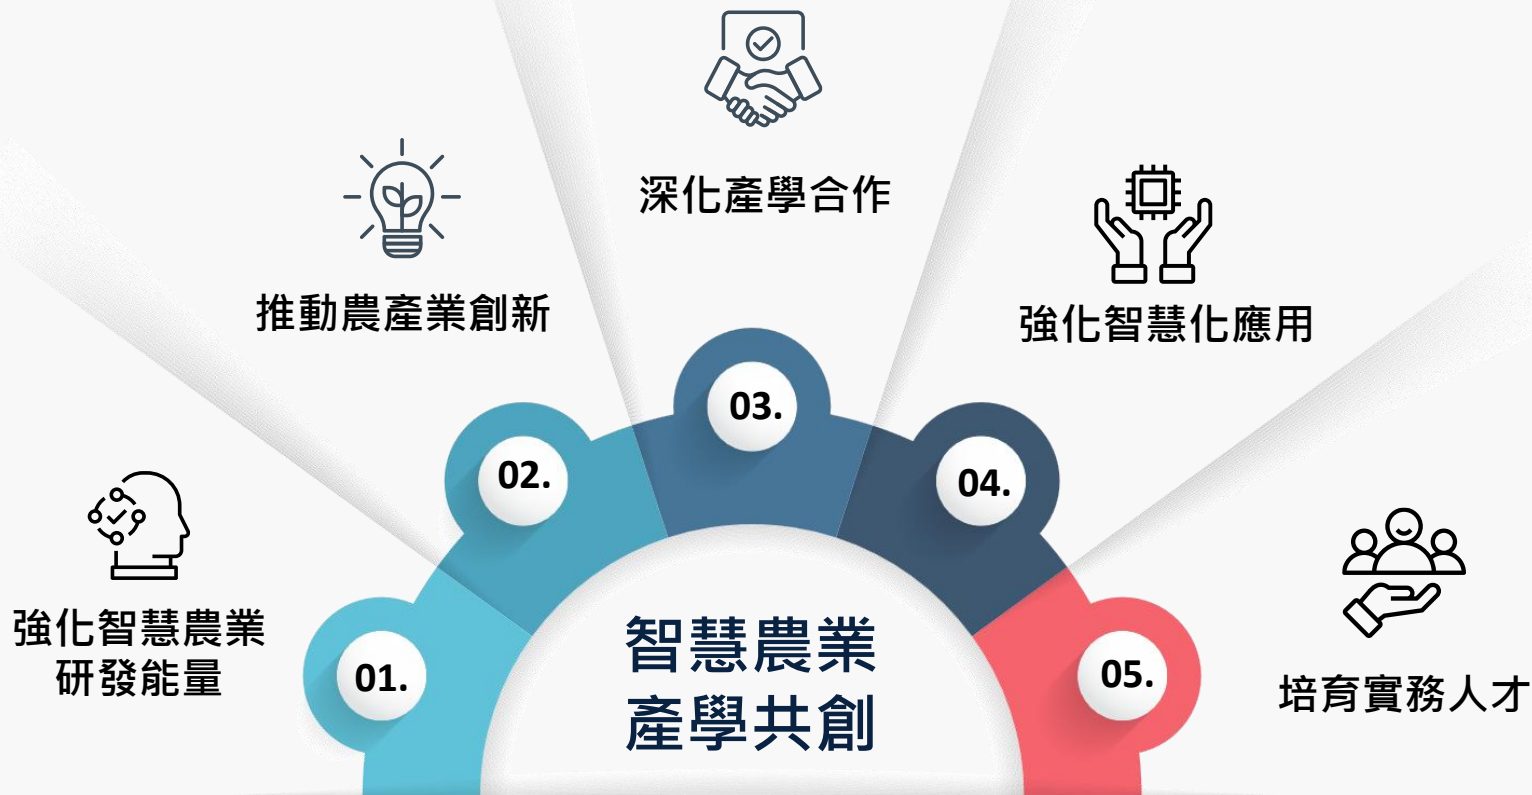 01.
強化智慧農業
研發能量
02.
推動農產業創新
03.
深化產學合作
04.
強化智慧化應用
05.
培育實務人才
智慧農業
產學共創